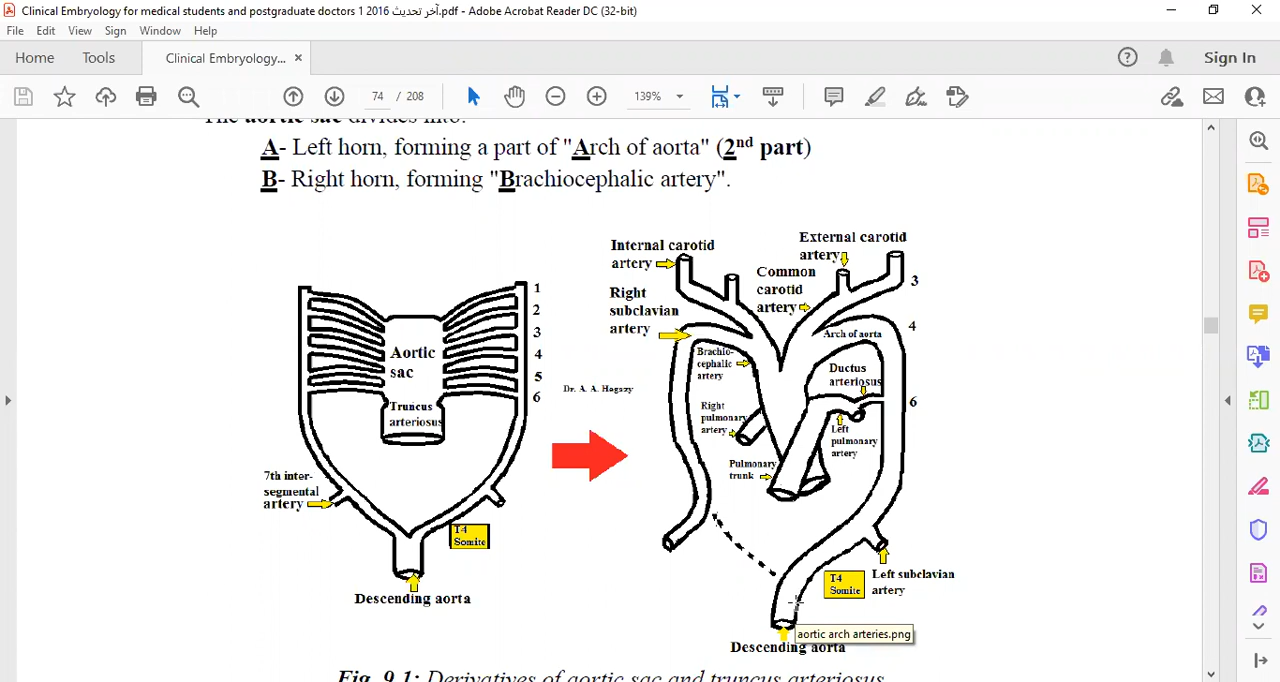 Clinical Embryology for medical students and postgraduate doctors 1 2016 آخر تحديث.pdf - Adobe Acrobat Reader DC (32-bit)
File Edit View Sign Window Help
Home Tools Clinical Embryology... × Sign In
74 / 208 139%
The aortic sac divides into:
A- Left horn, forming a part of "Arch of aorta" (2nd part)
B- Right horn, forming "Brachiocephalic artery".
1
2
3
4
5
6
Aortic
sac
Truncus
arteriosus
7th inter-
segmental
artery
T4
Somite
Descending aorta
Dr. A. A. Hegazy
Internal carotid
artery
External carotid
artery
Common
carotid
artery
Right
subclavian
artery
3
4
6
Arch of aorta
Brachio-
cephalic
artery
Ductus
arteriosus
Right
pulmonary
artery
Left
pulmonary
artery
Pulmonary
trunk
T4
Somite
Left subclavian
artery
aortic arch arteries.png
Descending aorta
Fig. 9.1: Derivatives of aortic sac and truncus arteriosus